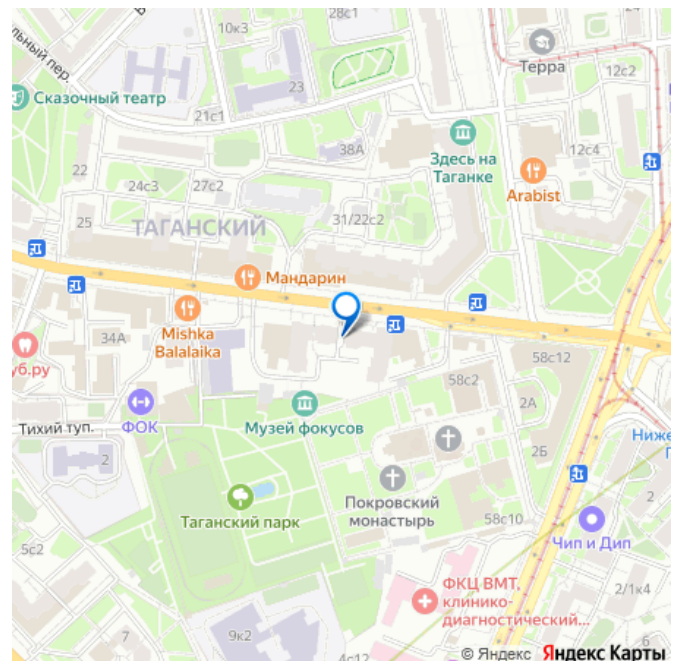 28с1
10к3
льный пер.
Терра
12с2
23
Сказочный театр
21с1
38А
Здесь на
Таганке
12с4
22
24с3
27с2
Arabist
31/22с2
25
ТАГАНСКИЙ
Мандарин
34А
Mishka
Balalaika
58с12
уб.ру
58с2
2А
ФОК
Музей фокусов
Тихий туп.
2Б
Ниже
2
Покровский
монастырь
2
Таганский парк
58с10
Чип и Дип
5с2
ФКЦ ВМТ,
клинико-
диагностический...
2/1к4
7
9к2
4с
© Яндекс Яндекс Карты